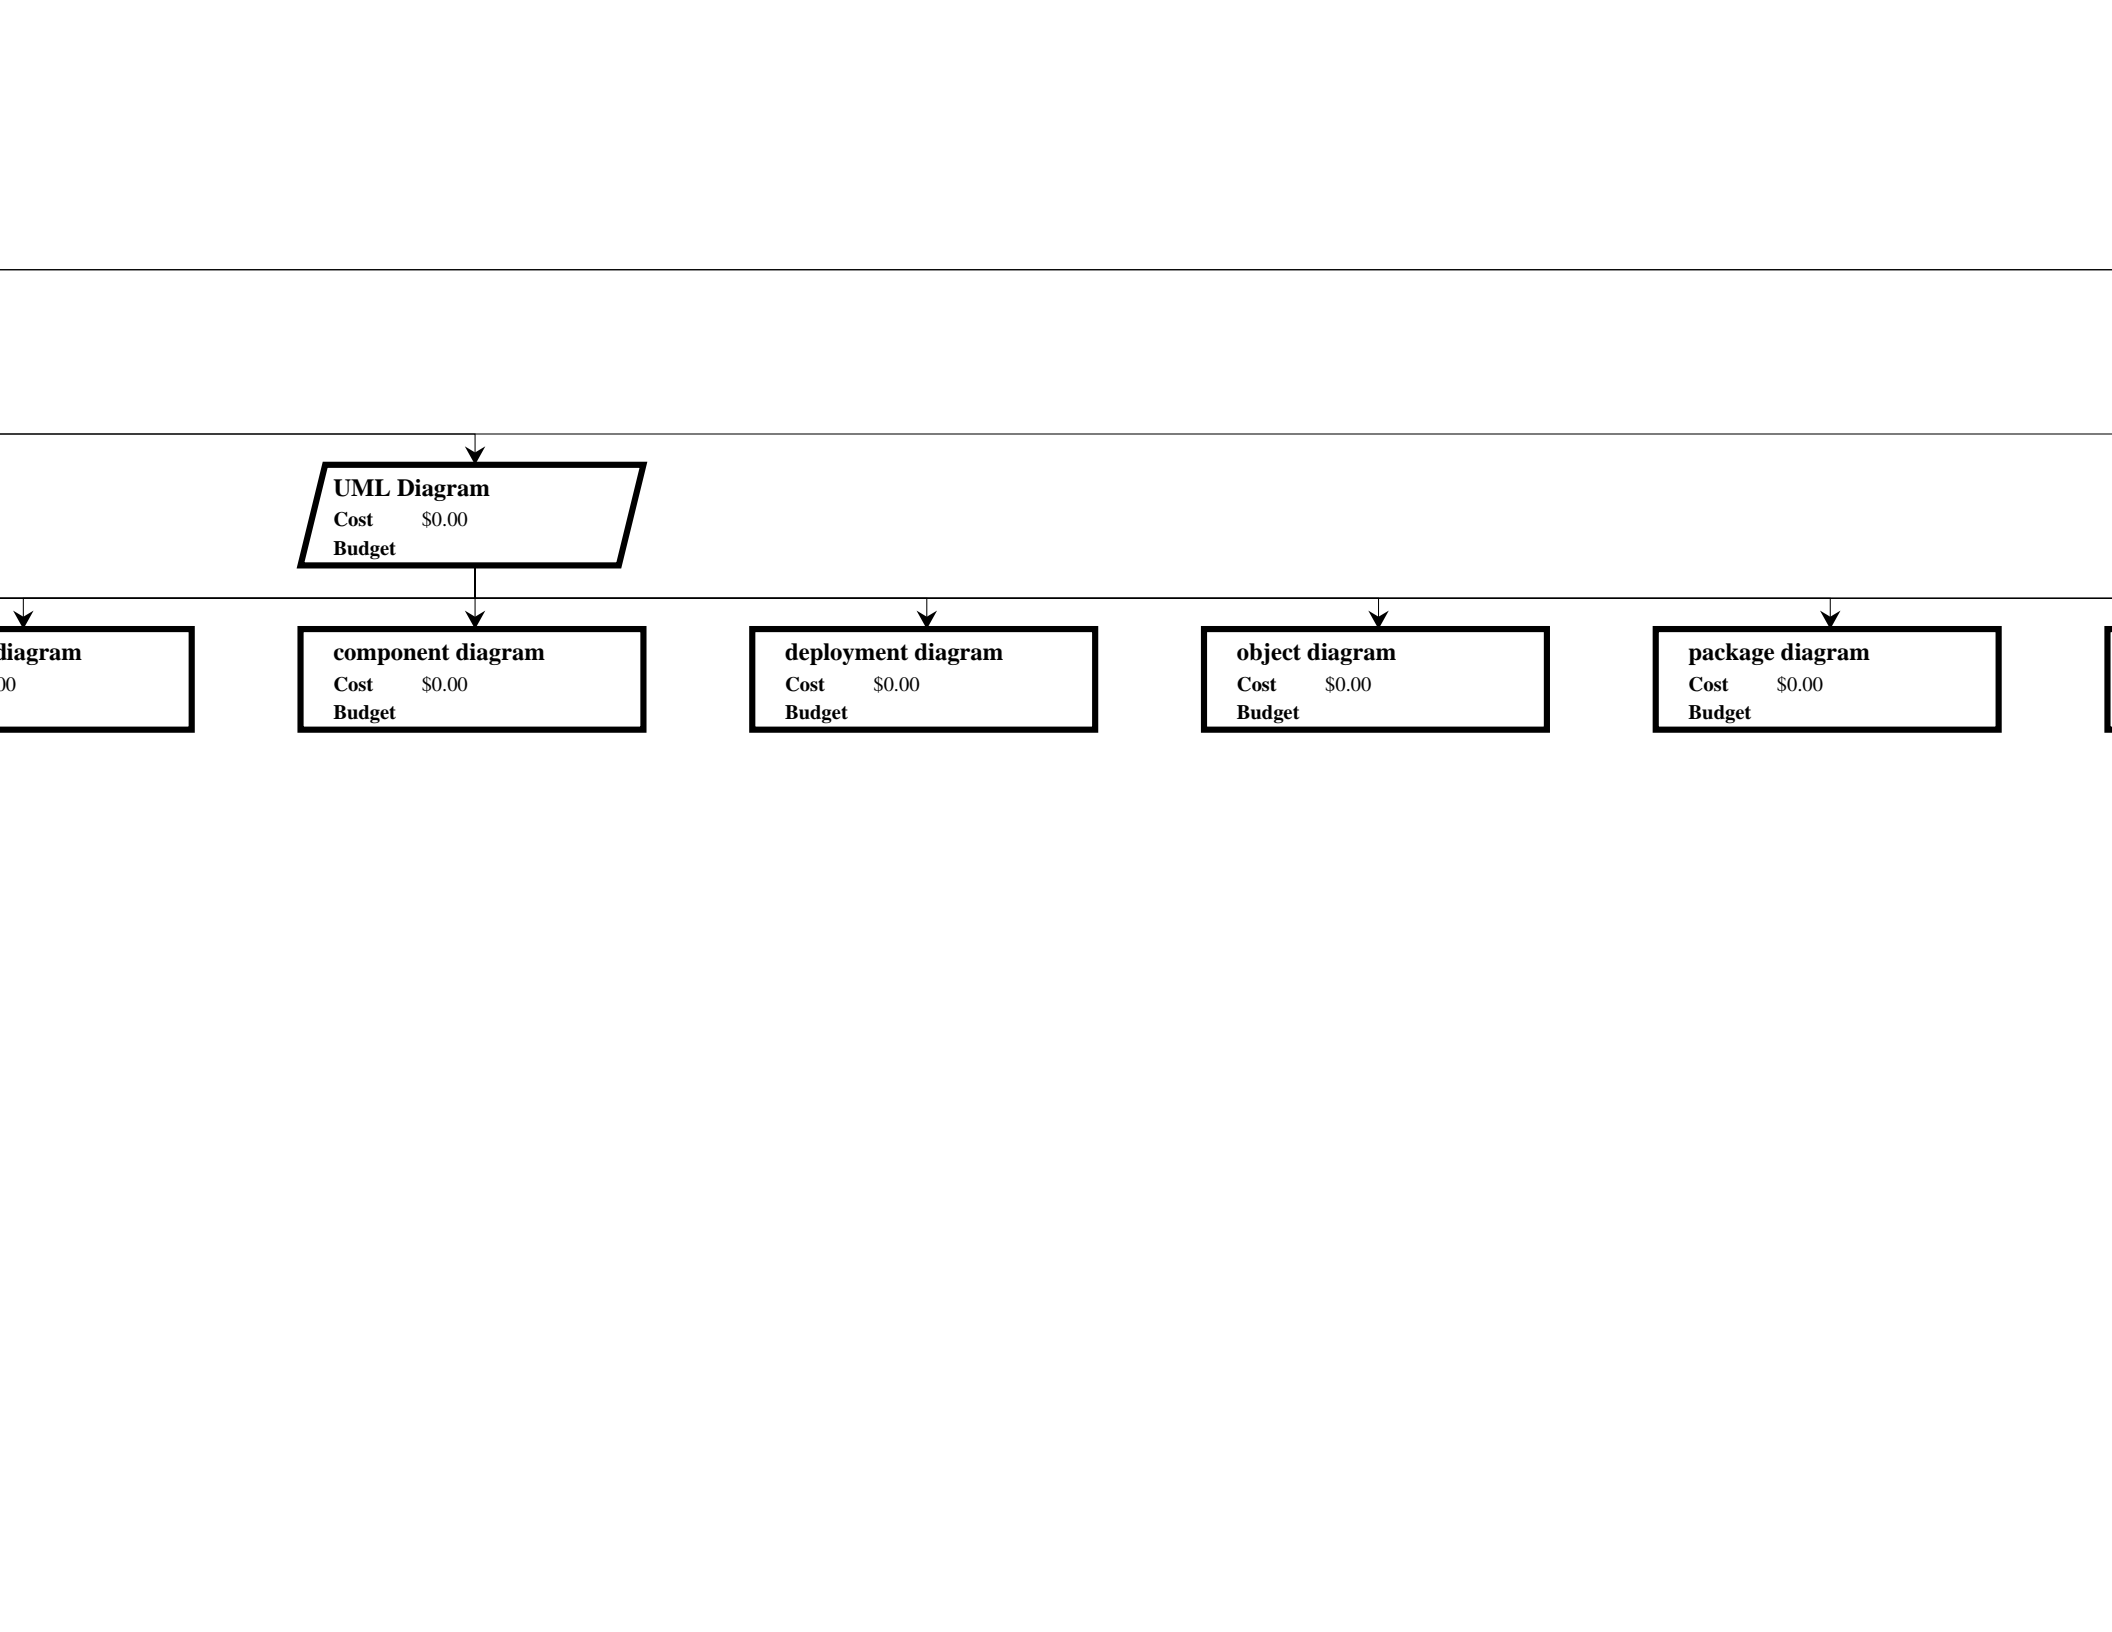 UML Diagram
Cost $0.00
Budget
component diagram
Cost $0.00
Budget
deployment diagram
Cost $0.00
Budget
object diagram
Cost $0.00
Budget
package diagram
Cost $0.00
Budget